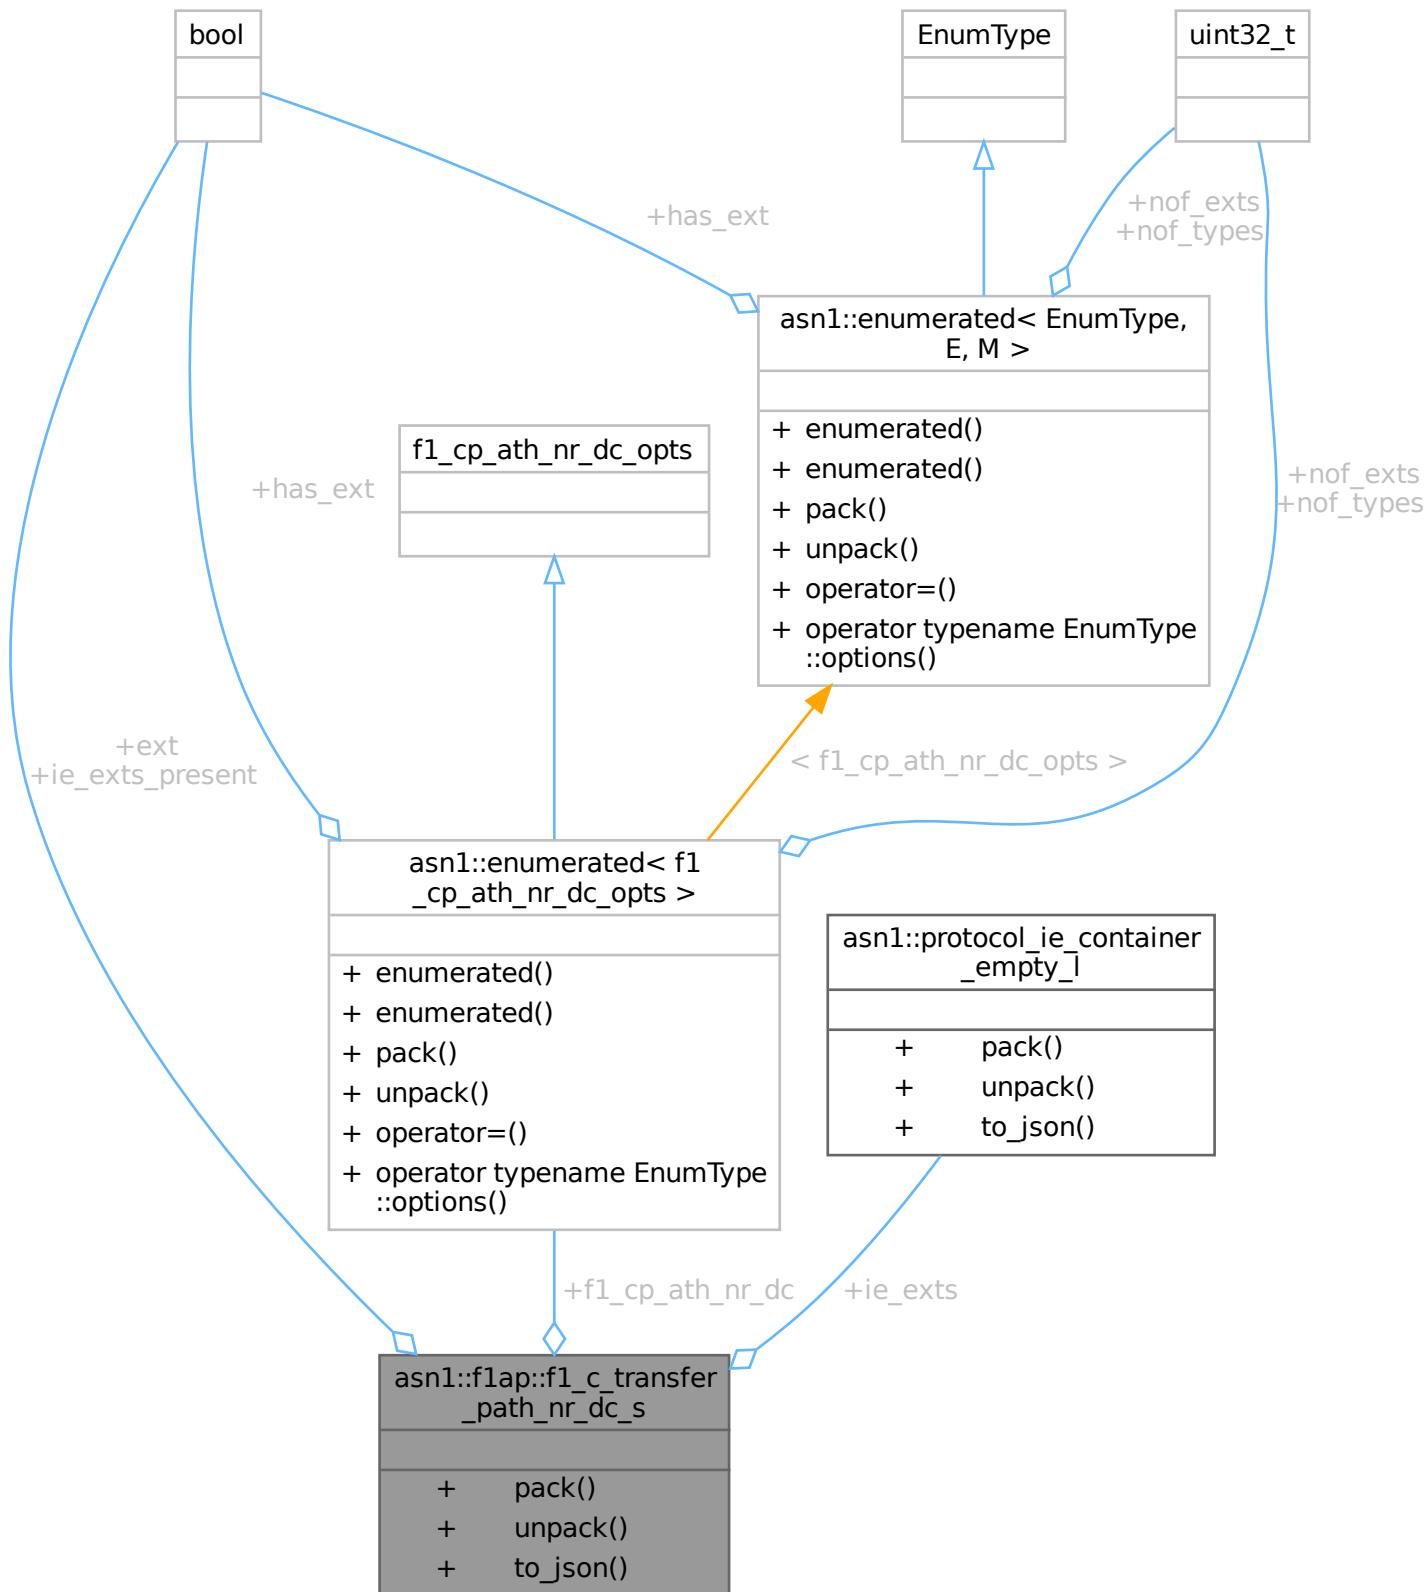 bool
EnumType
uint32_t
+has_ext
+nof_exts
+nof_types
asn1::enumerated< EnumType,
E, M >
+ enumerated()
+ enumerated()
+ pack()
+ unpack()
+ operator=()
+ operator typename EnumType
::options()
f1_cp_ath_nr_dc_opts
+has_ext
+nof_exts
+nof_types
+ext
+ie_exts_present
< f1_cp_ath_nr_dc_opts >
asn1::enumerated< f1
_cp_ath_nr_dc_opts >
+ enumerated()
+ enumerated()
+ pack()
+ unpack()
+ operator=()
+ operator typename EnumType
::options()
asn1::protocol_ie_container
_empty_l
+ pack()
+ unpack()
+ to_json()
+f1_cp_ath_nr_dc
+ie_exts
asn1::f1ap::f1_c_transfer
_path_nr_dc_s
+ pack()
+ unpack()
+ to_json()